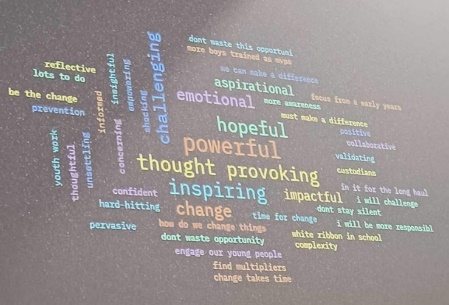 dont waste this opportuni
more boys trained as mvps
we can make a difference
challenging
reflective
lots to do
insightful
empowering
aspirational
be the change
prevention
informed
shocking
emotional
more awareness
focus from a early years
must make a difference
hopeful
positive
collaborative
powerful
validating
youth work
thoughtful
unsettling
concerning
thought provoking
custodians
confident
inspiring
impactful
in it for the long haul
i will challenge
hard-hitting
change
time for change
dont stay silent
pervasive
how do we change things
i will be more responsibl
dont waste opportunity
white ribbon in school
complexity
engage our young people
find multipliers
change takes time